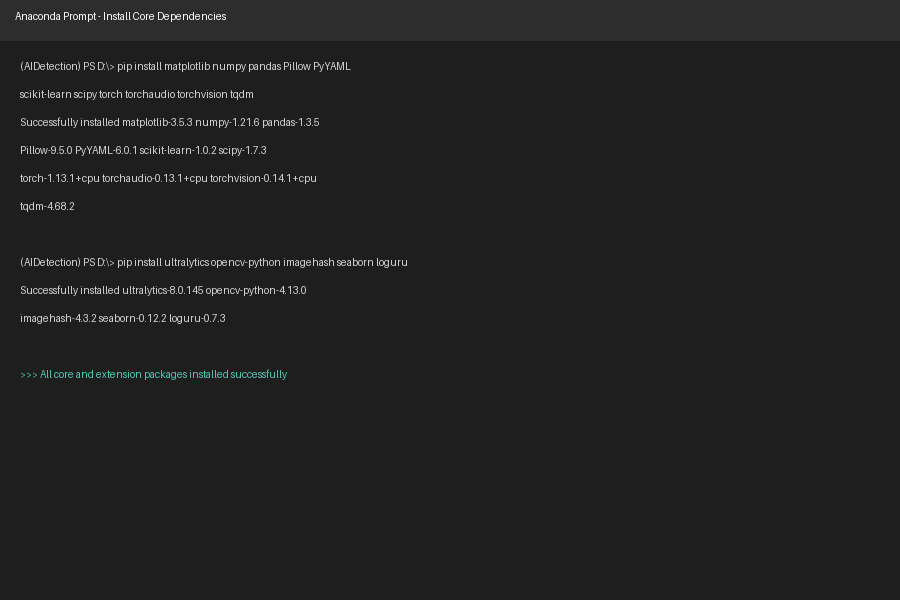 Anaconda Prompt - Install Core Dependencies
(AIDetection) PS D:\> pip install matplotlib numpy pandas Pillow PyYAML
scikit-learn scipy torch torchaudio torchvision tqdm
Successfully installed matplotlib-3.5.3 numpy-1.21.6 pandas-1.3.5
Pillow-9.5.0 PyYAML-6.0.1 scikit-learn-1.0.2 scipy-1.7.3
torch-1.13.1+cpu torchaudio-0.13.1+cpu torchvision-0.14.1+cpu
tqdm-4.68.2
(AIDetection) PS D:\> pip install ultralytics opencv-python imagehash seaborn loguru
Successfully installed ultralytics-8.0.145 opencv-python-4.13.0
imagehash-4.3.2 seaborn-0.12.2 loguru-0.7.3
>>> All core and extension packages installed successfully